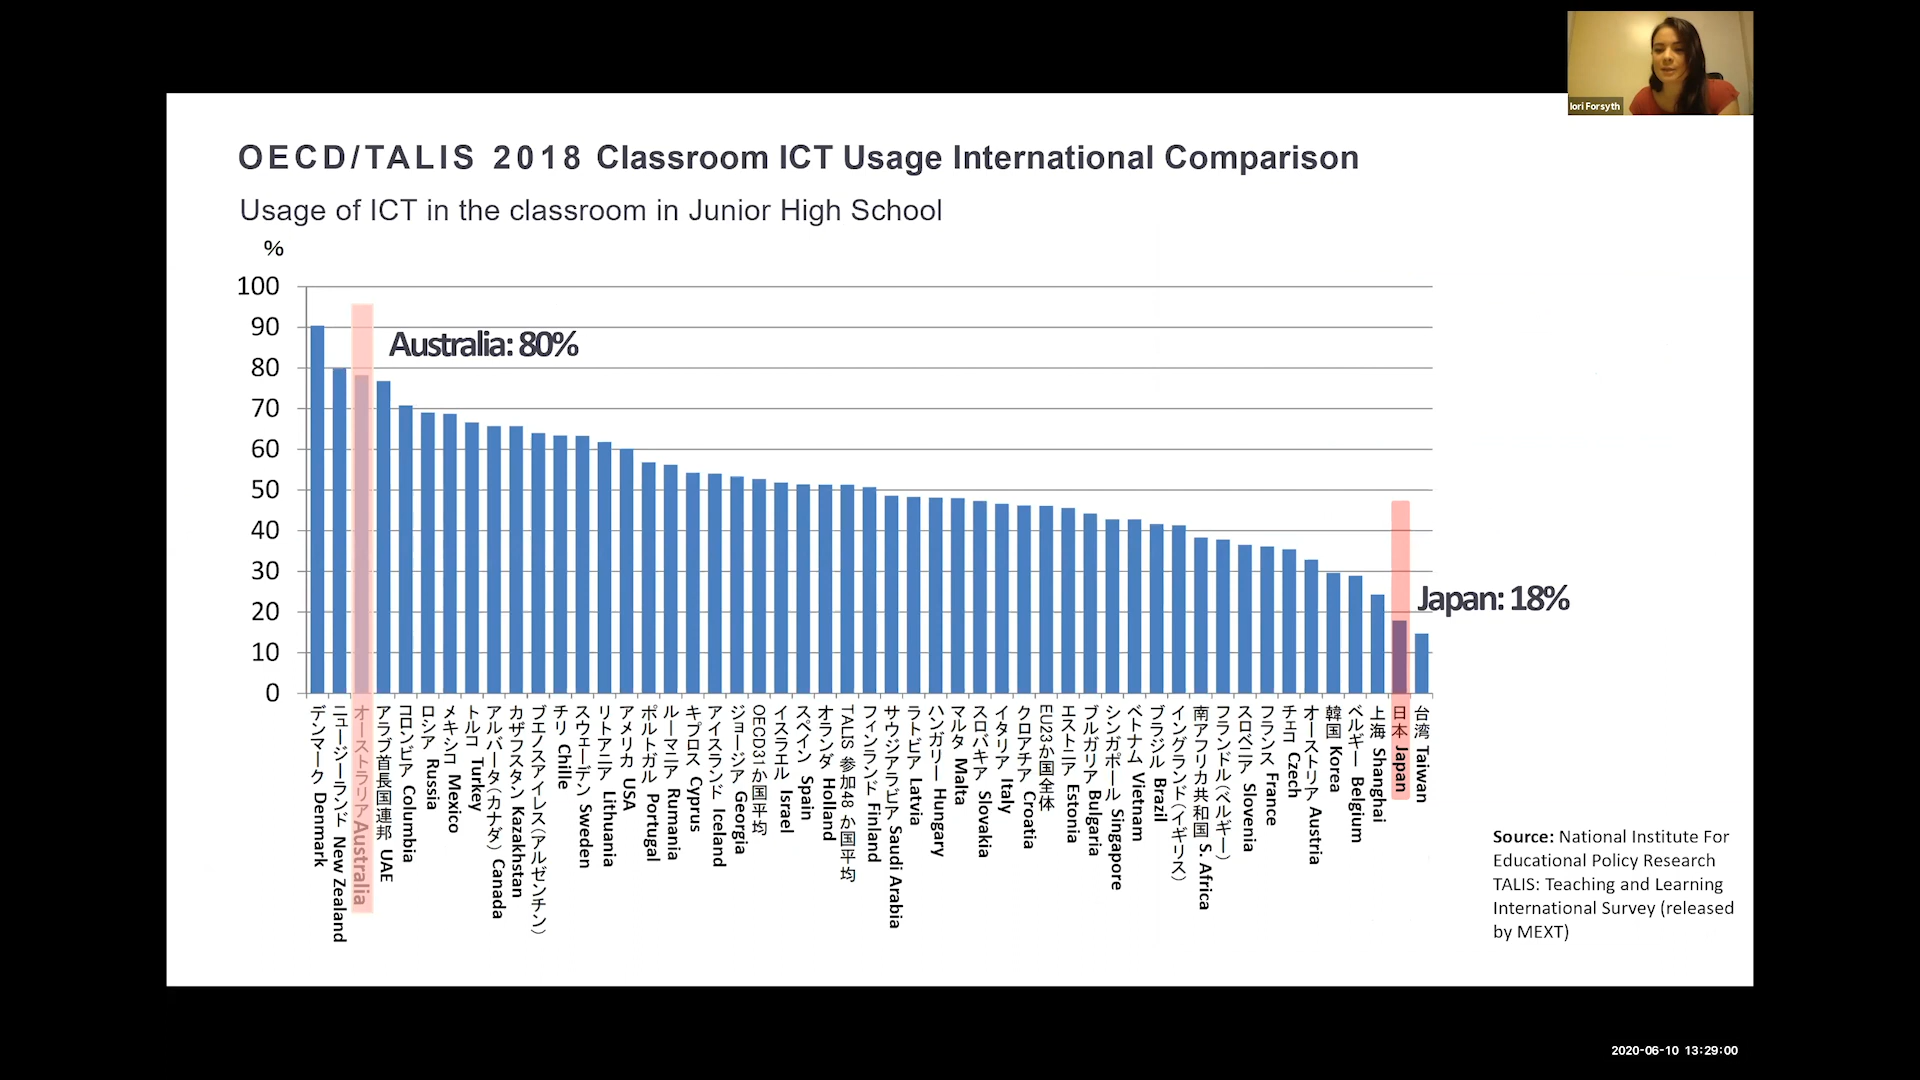 Iori Forsyth
OECD/TALIS 2018 Classroom ICT Usage International Comparison
Usage of ICT in the classroom in Junior High School
%
100
90
80
70
60
50
40
30
20
10
0
Australia: 80%
Japan: 18%
デンマーク Denmark
ニュージーランド New Zealand
オーストラリア Australia
アラブ首長国連邦 UAE
コロンビア Columbia
ロシア Russia
メキシコ Mexico
トルコ Turkey
アルバータ(カナダ) Canada
カザフスタン Kazakhstan
ブエノスアイレス(アルゼンチン)
チリ Chille
スウェーデン Sweden
リトアニア Lithuania
アメリカ USA
ポルトガル Portugal
ルーマニア Rumania
キプロス Cyprus
アイスランド Iceland
ジョージア Georgia
OECD31か国平均
イスラエル Israel
スペイン Spain
オランダ Holland
TALIS 参加48 か国平均
フィンランド Finland
サウジアラビア Saudi Arabia
ラトビア Latvia
ハンガリー Hungary
マルタ Malta
スロバキア Slovakia
イタリア Italy
クロアチア Croatia
EU23か国全体
エストニア Estonia
ブルガリア Bulgaria
シンガポール Singapore
ベトナム Vietnam
ブラジル Brazil
イングランド(イギリス)
南アフリカ共和国 S. Africa
フランドル(ベルギー)
スロベニア Slovenia
フランス France
チェコ Czech
オーストリア Austria
韓国 Korea
ベルギー Belgium
上海 Shanghai
日本 Japan
台湾 Taiwan
Source: National Institute For
Educational Policy Research
TALIS: Teaching and Learning
International Survey (released
by MEXT)
2020-06-10 13:29:00